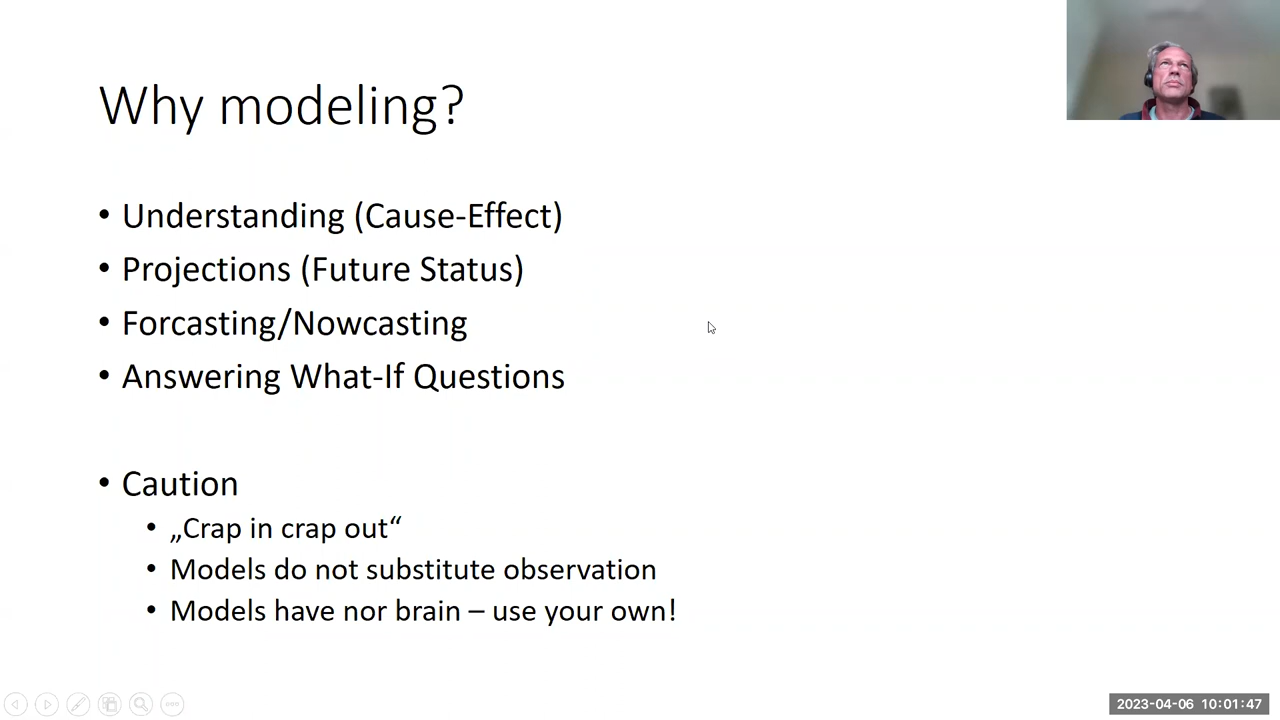 Why modeling?
• Understanding (Cause-Effect)
• Projections (Future Status)
• Forcasting/Nowcasting
• Answering What-If Questions
• Caution
• „Crap in crap out“
• Models do not substitute observation
• Models have nor brain – use your own!
2023-04-06 10:01:47